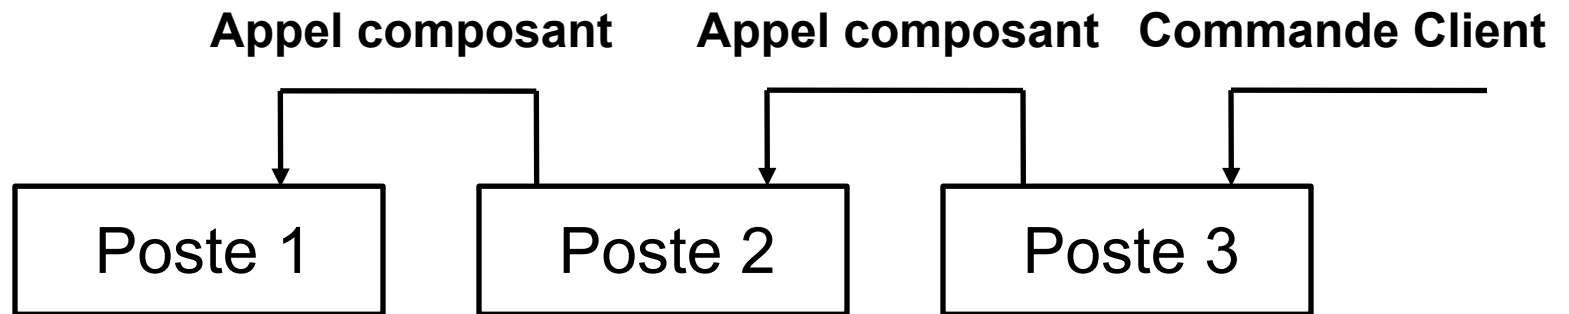 Appel composant Appel composant Commande Client
Poste 1 Poste 2 Poste 3